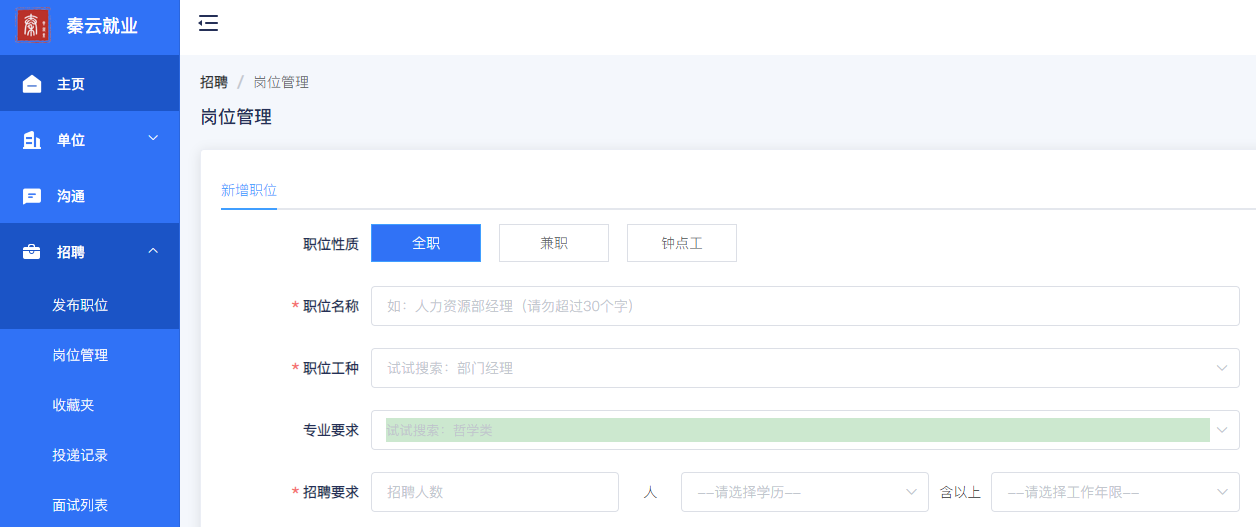 秦云就业
主页
单位
沟通
招聘
发布职位
岗位管理
收藏夹
投递记录
面试列表
招聘 / 岗位管理
岗位管理
新增职位
职位性质 全职 兼职 钟点工
* 职位名称 如：人力资源部经理（请勿超过30个字）
* 职位工种 试试搜索：部门经理
专业要求 试试搜索：哲学类
* 招聘要求 招聘人数 人 —请选择学历— 含以上 —请选择工作年限—